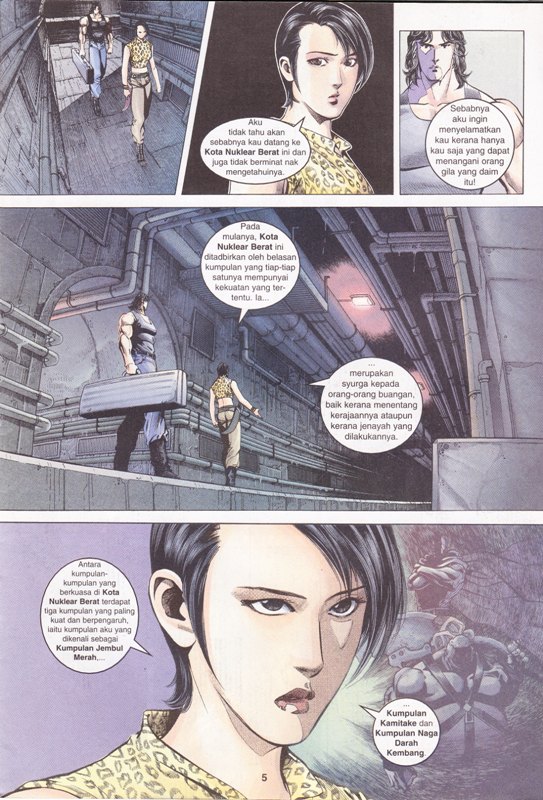 Aku
tidak tahu akan
sebabnya kau datang ke
Kota Nuklear Berat ini dan
juga tidak berminat nak
mengetahuinya.
Sebabnya
aku ingin
menyelamatkan
kau kerana hanya
kau saja yang dapat
menangani orang
gila yang daim
itu!
Pada
mulanya, Kota
Nuklear Berat ini
ditadbirkan oleh belasan
kumpulan yang tiap-tiap
satunya mempunyai
kekuatan yang ter-
tentu. Ia...
...
merupakan
syurga kepada
orang-orang buangan,
baik kerana menentang
kerajaannya ataupun
kerana jenayah yang
dilakukannya.
Antara
kumpulan-
kumpulan yang
berkuasa di Kota
Nuklear Berat terdapat
tiga kumpulan yang paling
kuat dan berpengaruh,
iaitu kumpulan aku yang
dikenali sebagai
Kumpulan Jembul
Merah,...
...
Kumpulan
Kamitake dan
Kumpulan Naga
Darah
Kembang.
5